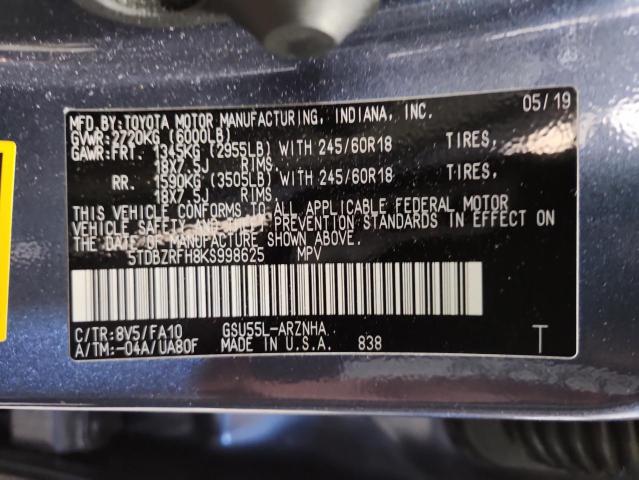 MFD.BY:TOYOTA MOTOR MANUFACTURING, INDIANA, INC. 05/19
GVWR:2720KG (6000LB)
GAWR:FRT. 1345KG (2955LB) WITH 245/60R18 TIRES,
18X7.5J RIMS,
RR. 1590KG (3505LB) WITH 245/60R18 TIRES,
18X7.5J RIMS
THIS VEHICLE CONFORMS TO ALL APPLICABLE FEDERAL MOTOR
VEHICLE SAFETY AND THEFT PREVENTION STANDARDS IN EFFECT ON
DATE OF MANUFACTURE SHOWN ABOVE.
5TDBZRFH8KS998625 MPV
C/TR:8V5/FA10 GSU55L-ARZNHA
A/TM:-04A/UA80F MADE IN U.S.A. 838 T